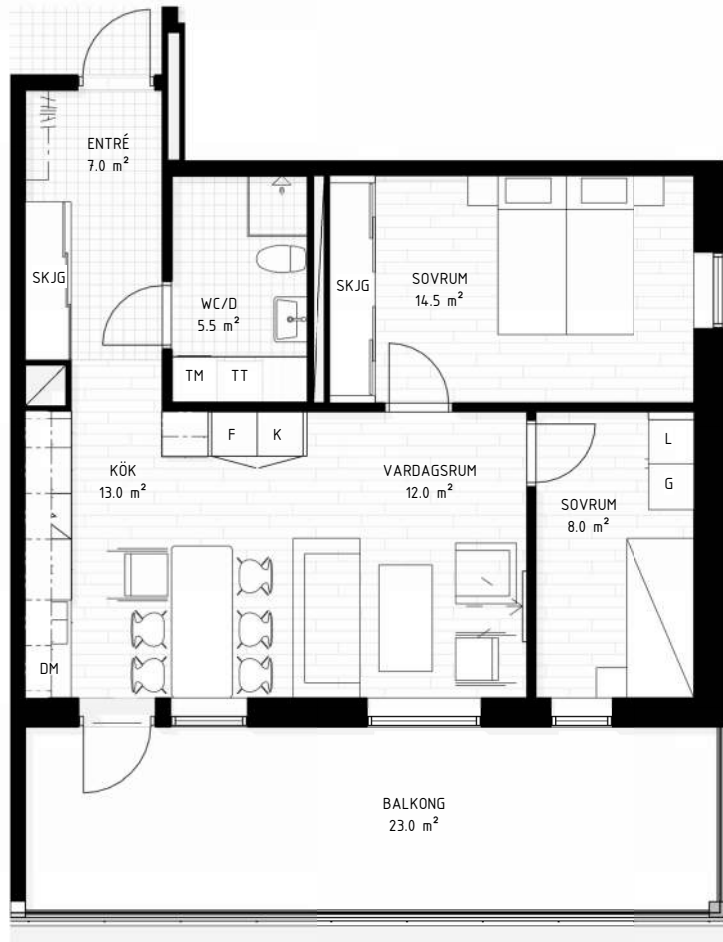 ENTRÉ
7.0 m²
SKJG
WC/D
5.5 m²
TM TT
SKJG
SOVRUM
14.5 m²
F K
KÖK
13.0 m²
VARDAGSRUM
12.0 m²
L
G
SOVRUM
8.0 m²
DM
BALKONG
23.0 m²